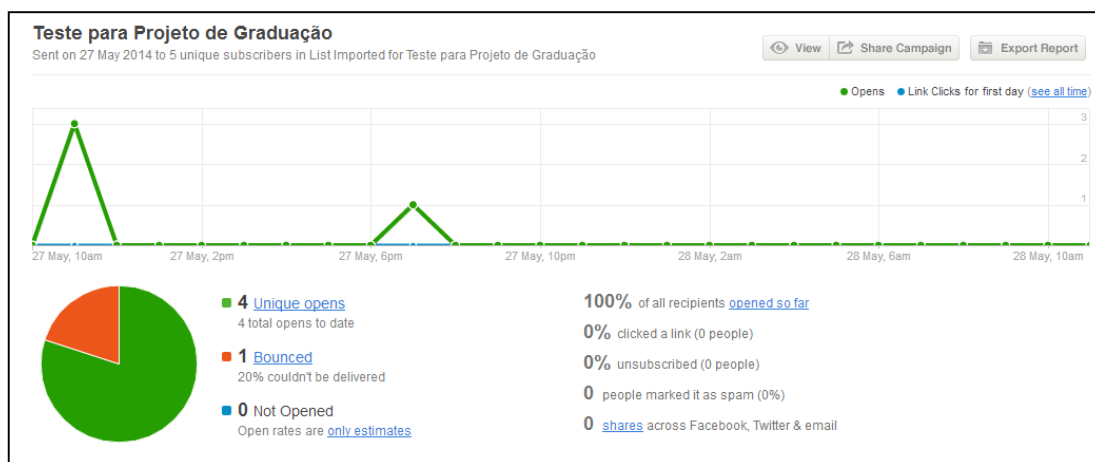 Teste para Projeto de Graduação
Sent on 27 May 2014 to 5 unique subscribers in List Imported for Teste para Projeto de Graduação
View
Share Campaign
Export Report
Opens Link Clicks for first day (see all time)
3
2
1
27 May, 10am 27 May, 2pm 27 May, 6pm 27 May, 10pm 28 May, 2am 28 May, 6am 28 May, 10am
4 Unique opens
4 total opens to date
1 Bounced
20% couldn't be delivered
0 Not Opened
Open rates are only estimates
100% of all recipients opened so far
0% clicked a link (0 people)
0% unsubscribed (0 people)
0 people marked it as spam (0%)
0 shares across Facebook, Twitter & email